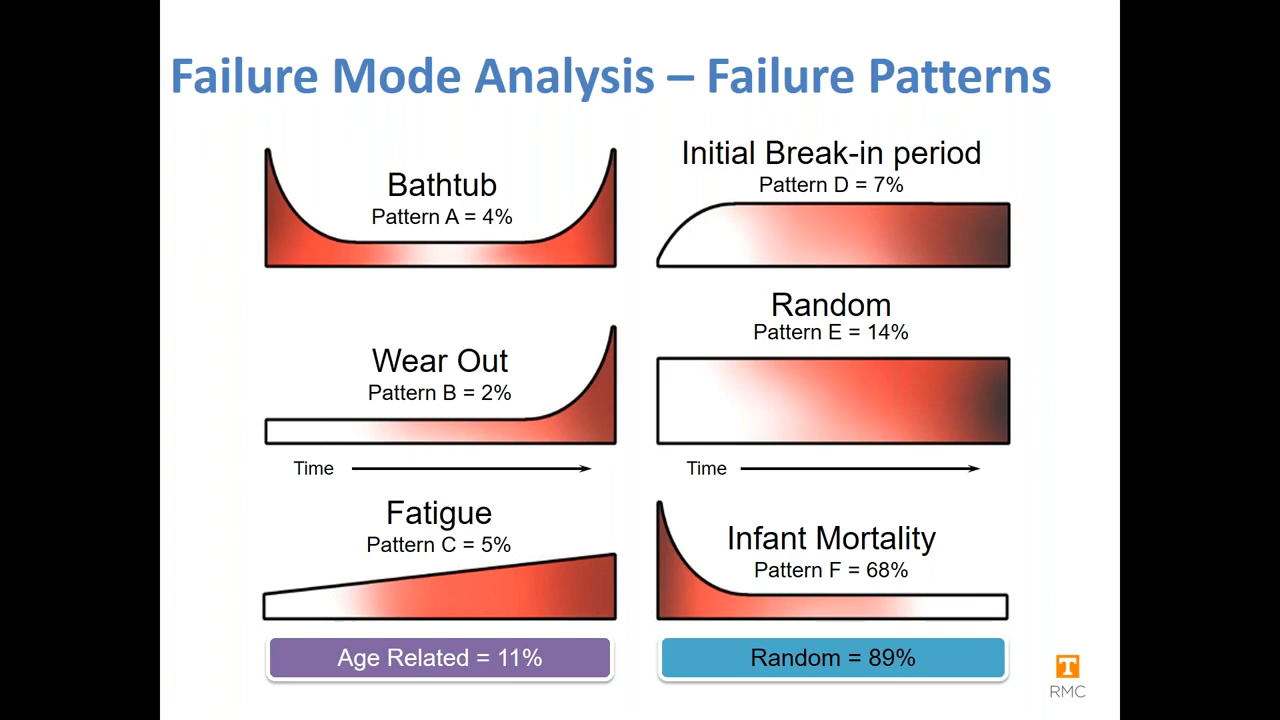 Failure Mode Analysis – Failure Patterns
Bathtub
Pattern A = 4%
Wear Out
Pattern B = 2%
Time
Fatigue
Pattern C = 5%
Age Related = 11%
Initial Break-in period
Pattern D = 7%
Random
Pattern E = 14%
Time
Infant Mortality
Pattern F = 68%
Random = 89%
T
RMC